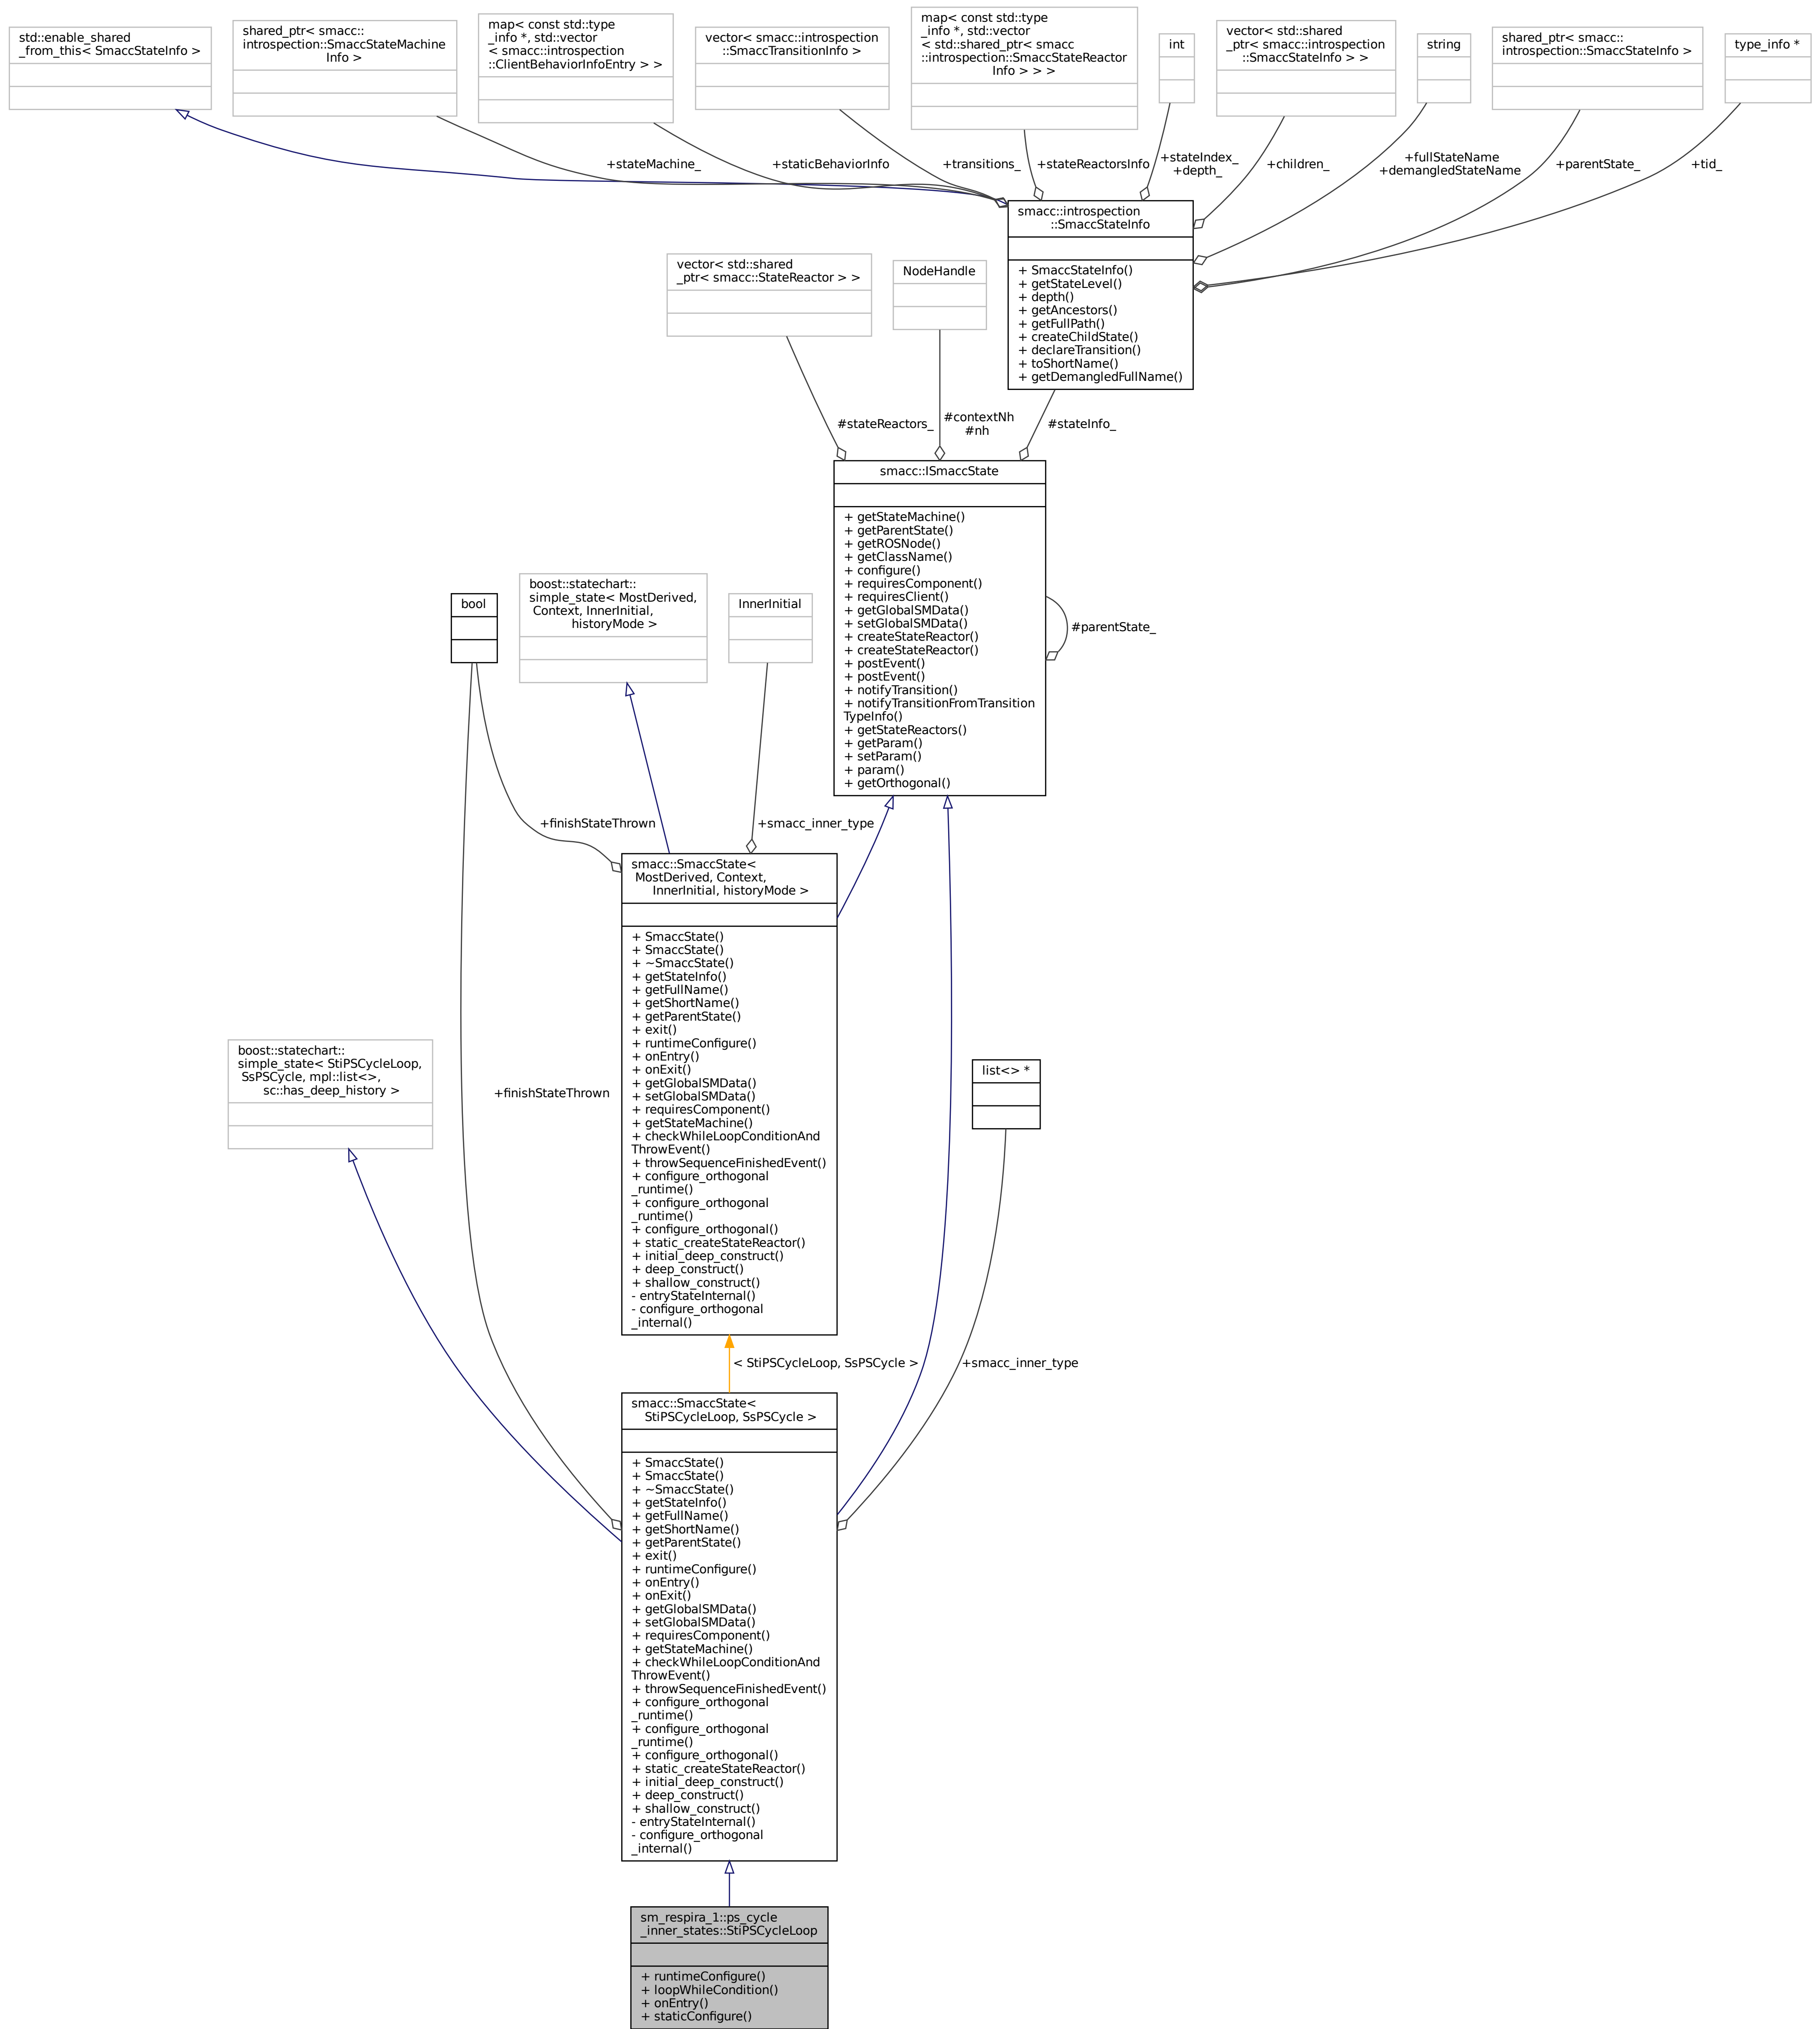 std::enable_shared
_from_this< SmaccStateInfo >
shared_ptr< smacc::
introspection::SmaccStateMachine
Info >
map< const std::type
_info *, std::vector
< smacc::introspection
::ClientBehaviorInfoEntry > >
vector< smacc::introspection
::SmaccTransitionInfo >
map< const std::type
_info *, std::vector
< std::shared_ptr< smacc
::introspection::SmaccStateReactor
Info > > >
int
vector< std::shared
_ptr< smacc::introspection
::SmaccStateInfo > >
string
shared_ptr< smacc::
introspection::SmaccStateInfo >
type_info *
+stateMachine_
+staticBehaviorInfo
+transitions_
+stateReactorsInfo
+stateIndex_
+depth_
+children_
+fullStateName
+demangledStateName
+parentState_
+tid_
smacc::introspection
::SmaccStateInfo
+ SmaccStateInfo()
+ getStateLevel()
+ depth()
+ getAncestors()
+ getFullPath()
+ createChildState()
+ declareTransition()
+ toShortName()
+ getDemangledFullName()
vector< std::shared
_ptr< smacc::StateReactor > >
NodeHandle
#stateReactors_
#contextNh
#nh
#stateInfo_
smacc::ISmaccState
+ getStateMachine()
+ getParentState()
+ getROSNode()
+ getClassName()
+ configure()
+ requiresComponent()
+ requiresClient()
+ getGlobalSMData()
+ setGlobalSMData()
+ createStateReactor()
+ createStateReactor()
+ postEvent()
+ postEvent()
+ notifyTransition()
+ notifyTransitionFromTransition
TypeInfo()
+ getStateReactors()
+ getParam()
+ setParam()
+ param()
+ getOrthogonal()
#parentState_
bool
boost::statechart::
simple_state< MostDerived,
Context, InnerInitial,
historyMode >
InnerInitial
+finishStateThrown
+smacc_inner_type
smacc::SmaccState<
MostDerived, Context,
InnerInitial, historyMode >
+ SmaccState()
+ SmaccState()
+ ~SmaccState()
+ getStateInfo()
+ getFullName()
+ getShortName()
+ getParentState()
+ exit()
+ runtimeConfigure()
+ onEntry()
+ onExit()
+ getGlobalSMData()
+ setGlobalSMData()
+ requiresComponent()
+ getStateMachine()
+ checkWhileLoopConditionAnd
ThrowEvent()
+ throwSequenceFinishedEvent()
+ configure_orthogonal
_runtime()
+ configure_orthogonal
_runtime()
+ configure_orthogonal()
+ static_createStateReactor()
+ initial_deep_construct()
+ deep_construct()
+ shallow_construct()
- entryStateInternal()
- configure_orthogonal
_internal()
boost::statechart::
simple_state< StiPSCycleLoop,
SsPSCycle, mpl::list<>,
sc::has_deep_history >
+finishStateThrown
list<> *
< StiPSCycleLoop, SsPSCycle >
+smacc_inner_type
smacc::SmaccState<
StiPSCycleLoop, SsPSCycle >
+ SmaccState()
+ SmaccState()
+ ~SmaccState()
+ getStateInfo()
+ getFullName()
+ getShortName()
+ getParentState()
+ exit()
+ runtimeConfigure()
+ onEntry()
+ onExit()
+ getGlobalSMData()
+ setGlobalSMData()
+ requiresComponent()
+ getStateMachine()
+ checkWhileLoopConditionAnd
ThrowEvent()
+ throwSequenceFinishedEvent()
+ configure_orthogonal
_runtime()
+ configure_orthogonal
_runtime()
+ configure_orthogonal()
+ static_createStateReactor()
+ initial_deep_construct()
+ deep_construct()
+ shallow_construct()
- entryStateInternal()
- configure_orthogonal
_internal()
sm_respira_1::ps_cycle
_inner_states::StiPSCycleLoop
+ runtimeConfigure()
+ loopWhileCondition()
+ onEntry()
+ staticConfigure()